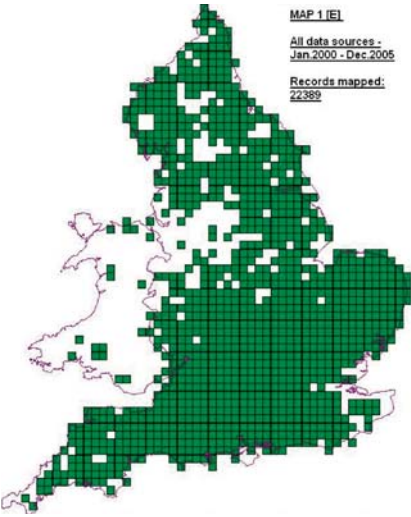 MAP 1 [E]
All data sources -
Jan.2000 - Dec.2005
Records mapped:
22389